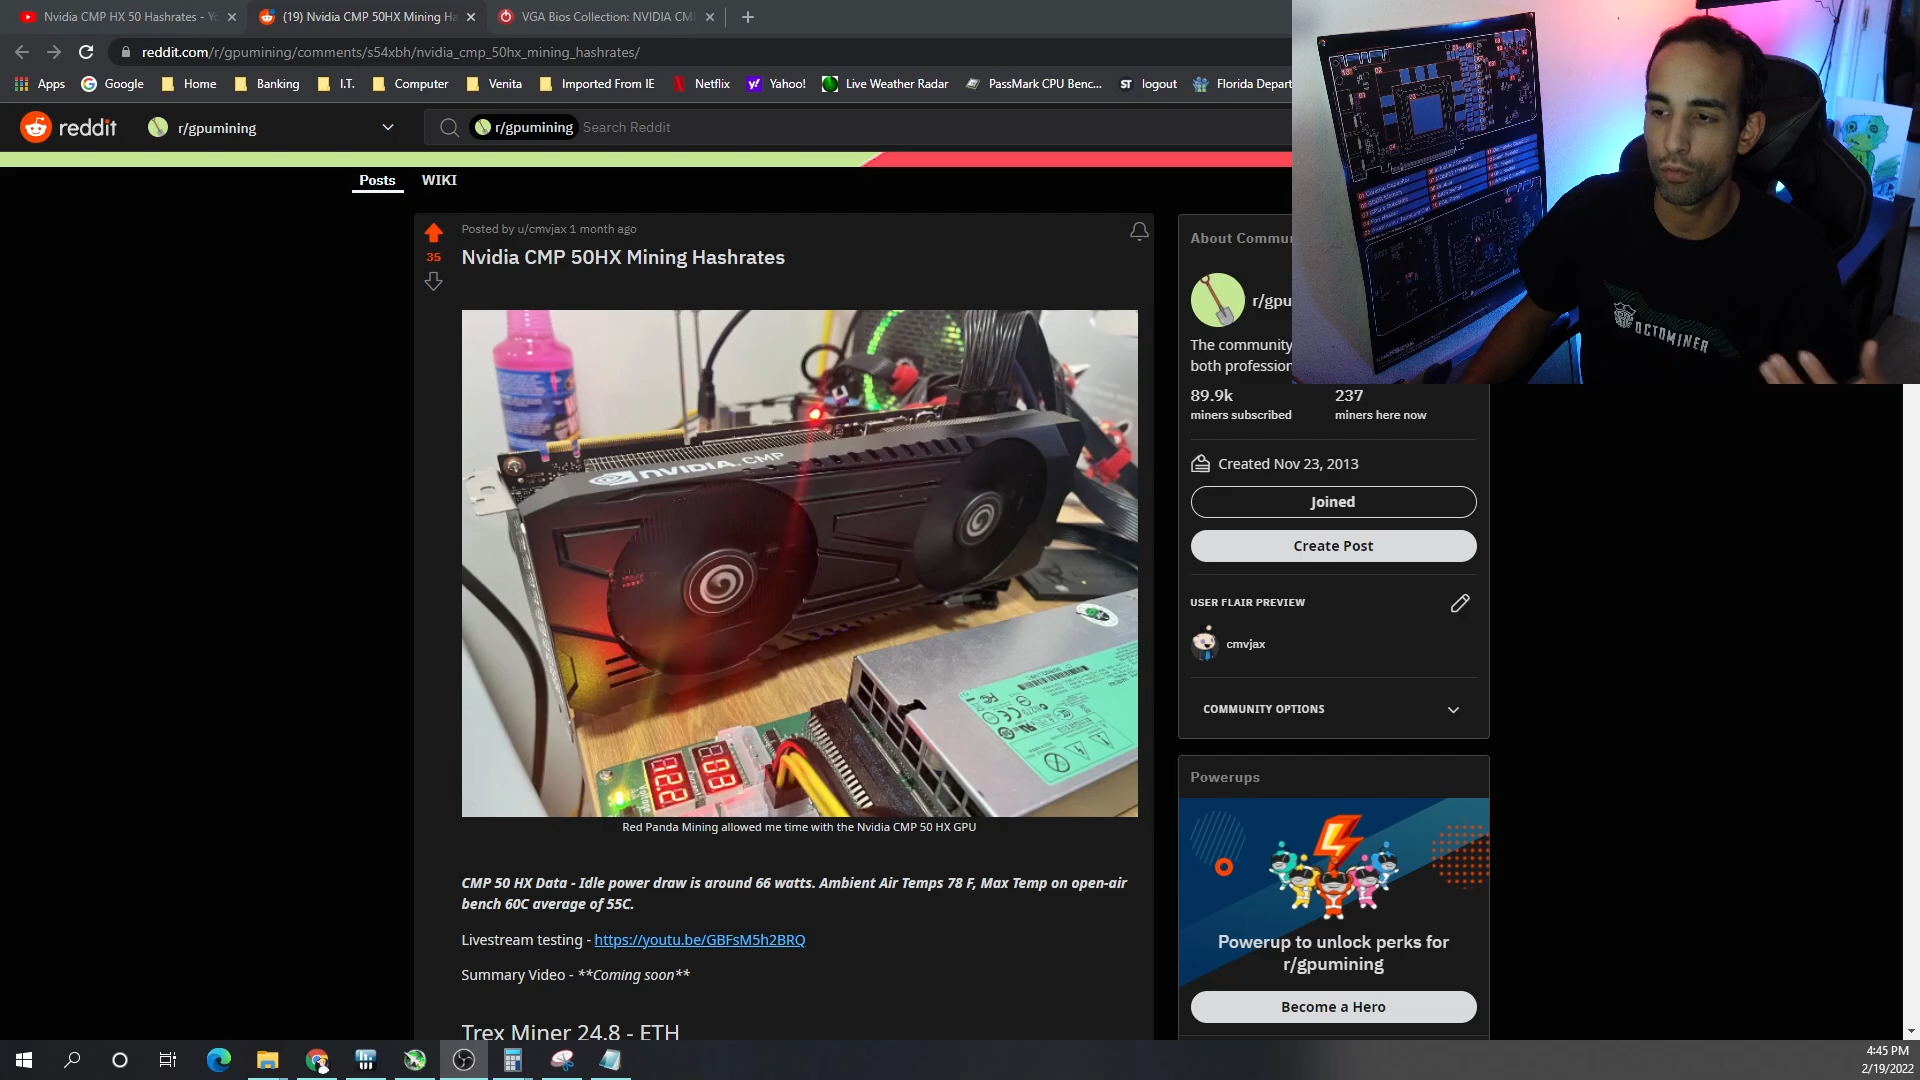 Nvidia CMP HX 50 Hashrates - Yo
(19) Nvidia CMP 50HX Mining Ha
VGA Bios Collection: NVIDIA CM
reddit.com/r/gpumining/comments/s54xbh/nvidia_cmp_50hx_mining_hashrates/
Apps Google Home Banking I.T. Computer Venita Imported From IE Netflix Yahoo! Live Weather Radar PassMark CPU Benc... ST logout Florida Depart
reddit r/gpumining r/gpumining Search Reddit
Posts WIKI
Posted by u/cmvjax 1 month ago
35
Nvidia CMP 50HX Mining Hashrates
NVIDIA. CMP
12.2
Red Panda Mining allowed me time with the Nvidia CMP 50 HX GPU
CMP 50 HX Data - Idle power draw is around 66 watts. Ambient Air Temps 78 F, Max Temp on open-air
bench 60C average of 55C.
Livestream testing - https://youtu.be/GBFsM5h2BRQ
Summary Video - **Coming soon**
Trex Miner 24.8 - ETH
About Commu
r/gpu
The community
both profession
89.9k 237
miners subscribed miners here now
Created Nov 23, 2013
Joined
Create Post
USER FLAIR PREVIEW
cmvjax
COMMUNITY OPTIONS
Powerups
Powerup to unlock perks for
r/gpumining
Become a Hero
OCTOMINER
4:45 PM
2/19/2022